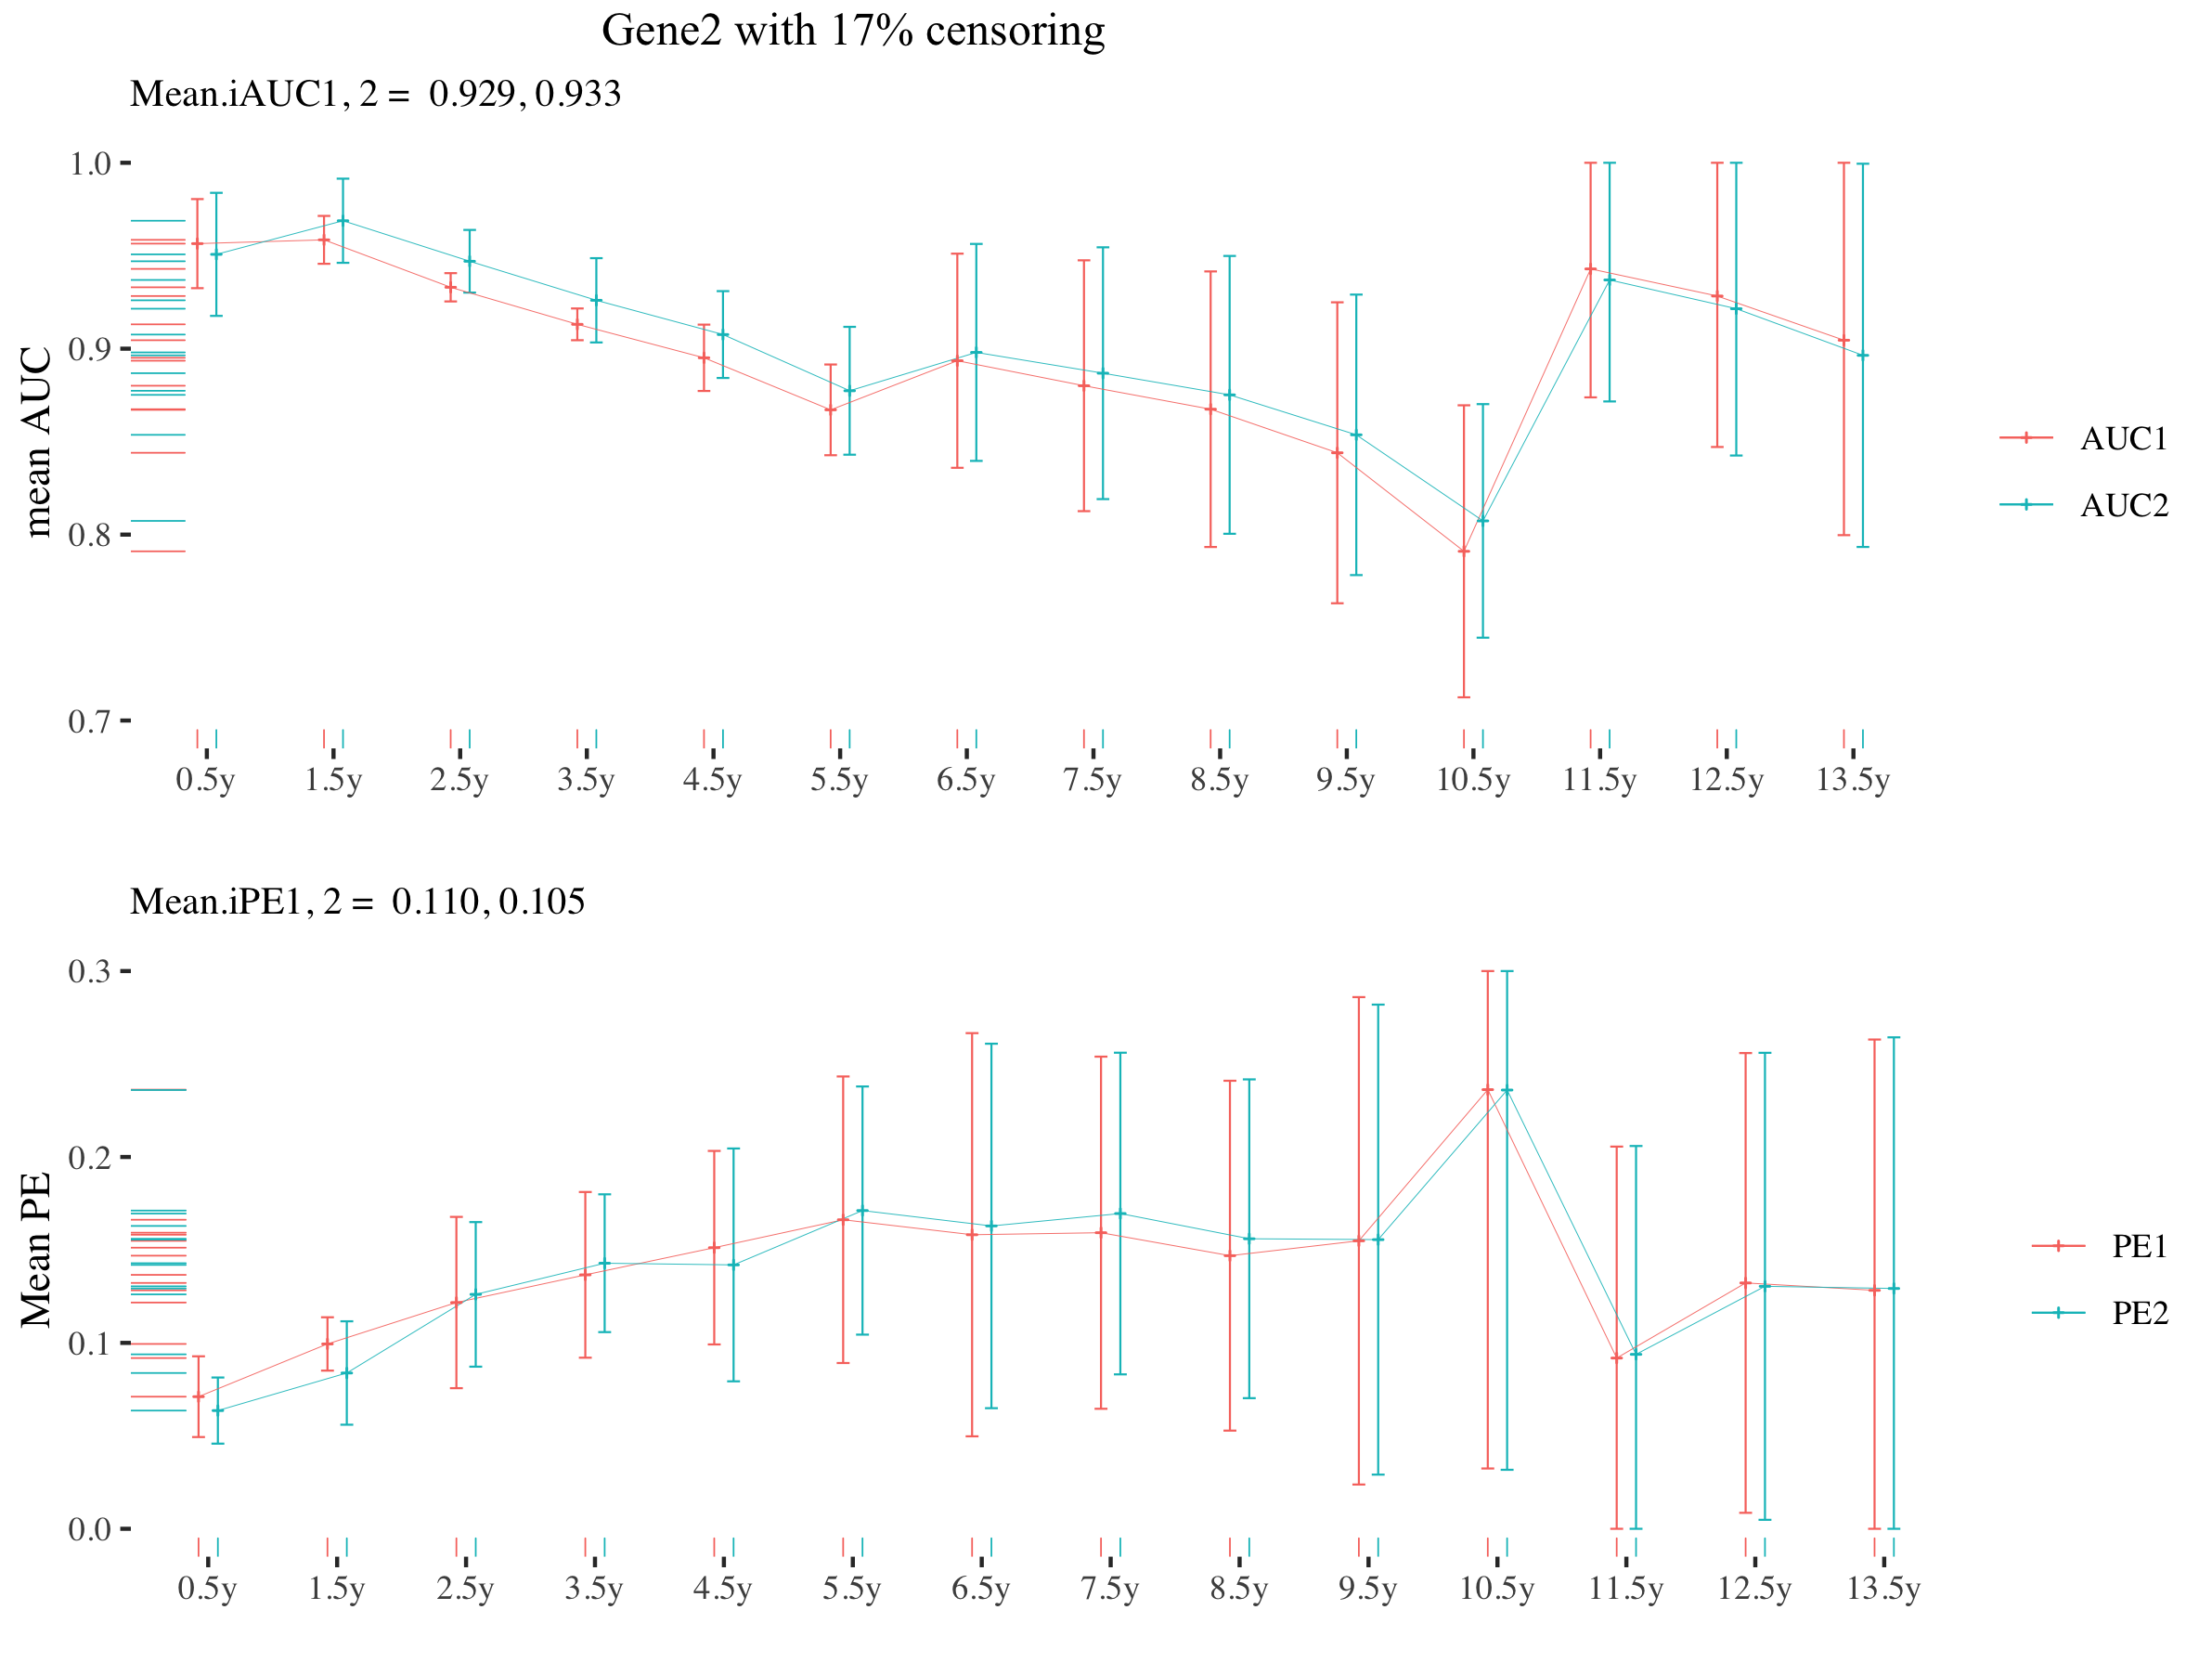 Gene2 with 17% censoring
Mean.iAUC1, 2 = 0.929, 0.933
mean AUC
1.0
0.9
0.8
0.7
0.5y 1.5y 2.5y 3.5y 4.5y 5.5y 6.5y 7.5y 8.5y 9.5y 10.5y 11.5y 12.5y 13.5y
AUC1
AUC2
Mean.iPE1, 2 = 0.110, 0.105
Mean PE
0.3
0.2
0.1
0.0
0.5y 1.5y 2.5y 3.5y 4.5y 5.5y 6.5y 7.5y 8.5y 9.5y 10.5y 11.5y 12.5y 13.5y
PE1
PE2